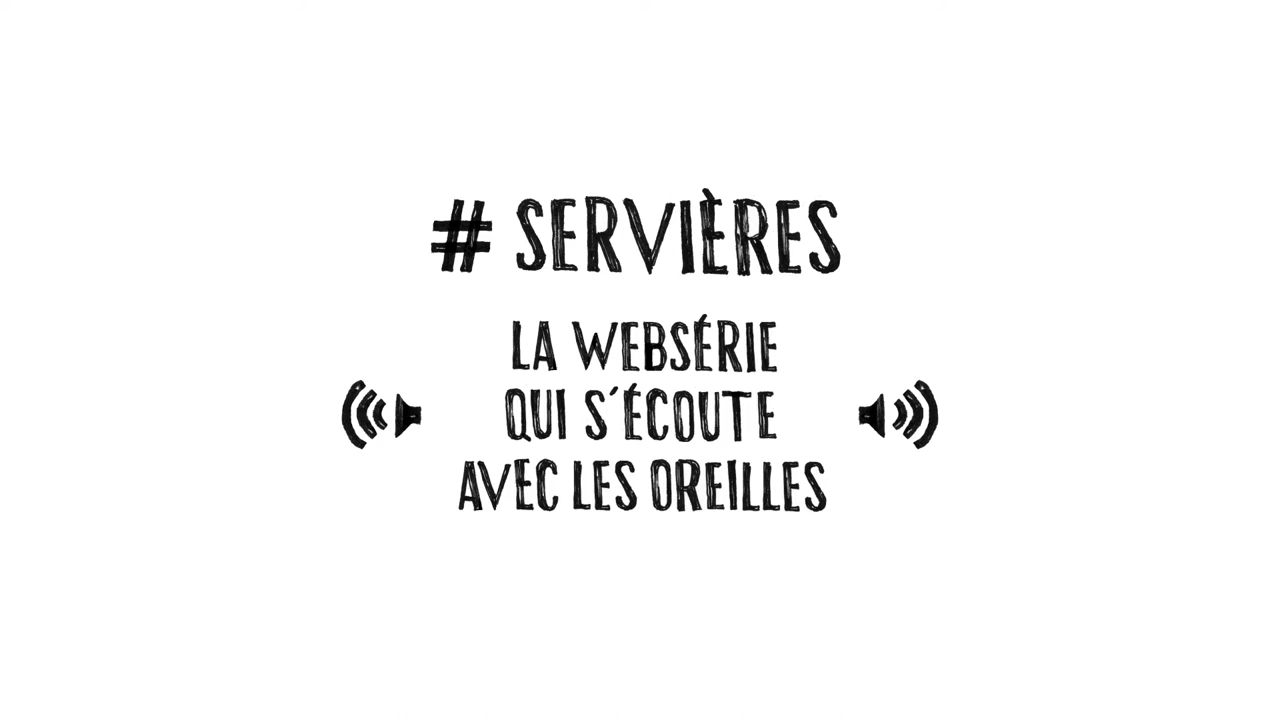 # SERVIÈRES
LA WEBSÉRIE
QUI S'ÉCOUTE
AVEC LES OREILLES